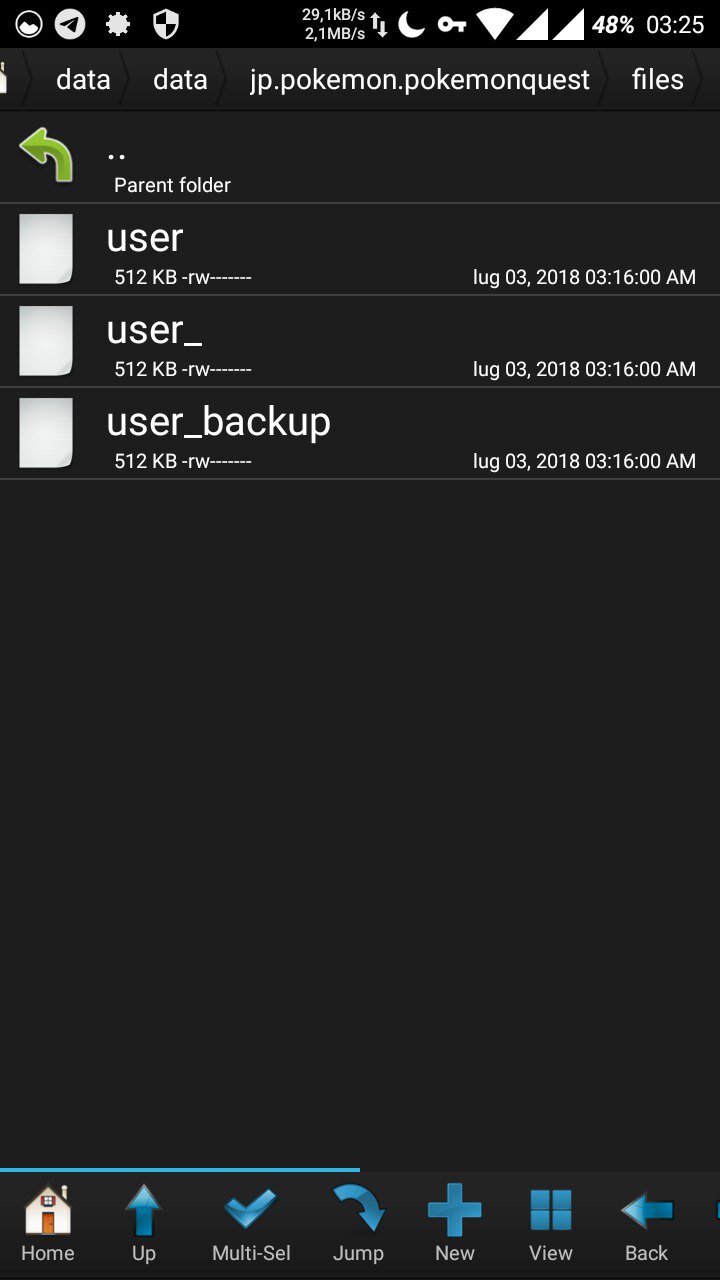 29,1kB/s
2,1MB/s
48% 03:25
data data jp.pokemon.pokemonquest files
..
Parent folder
user
512 KB -rw-------
lug 03, 2018 03:16:00 AM
user_
512 KB -rw-------
lug 03, 2018 03:16:00 AM
user_backup
512 KB -rw-------
lug 03, 2018 03:16:00 AM
Home Up Multi-Sel Jump New View Back